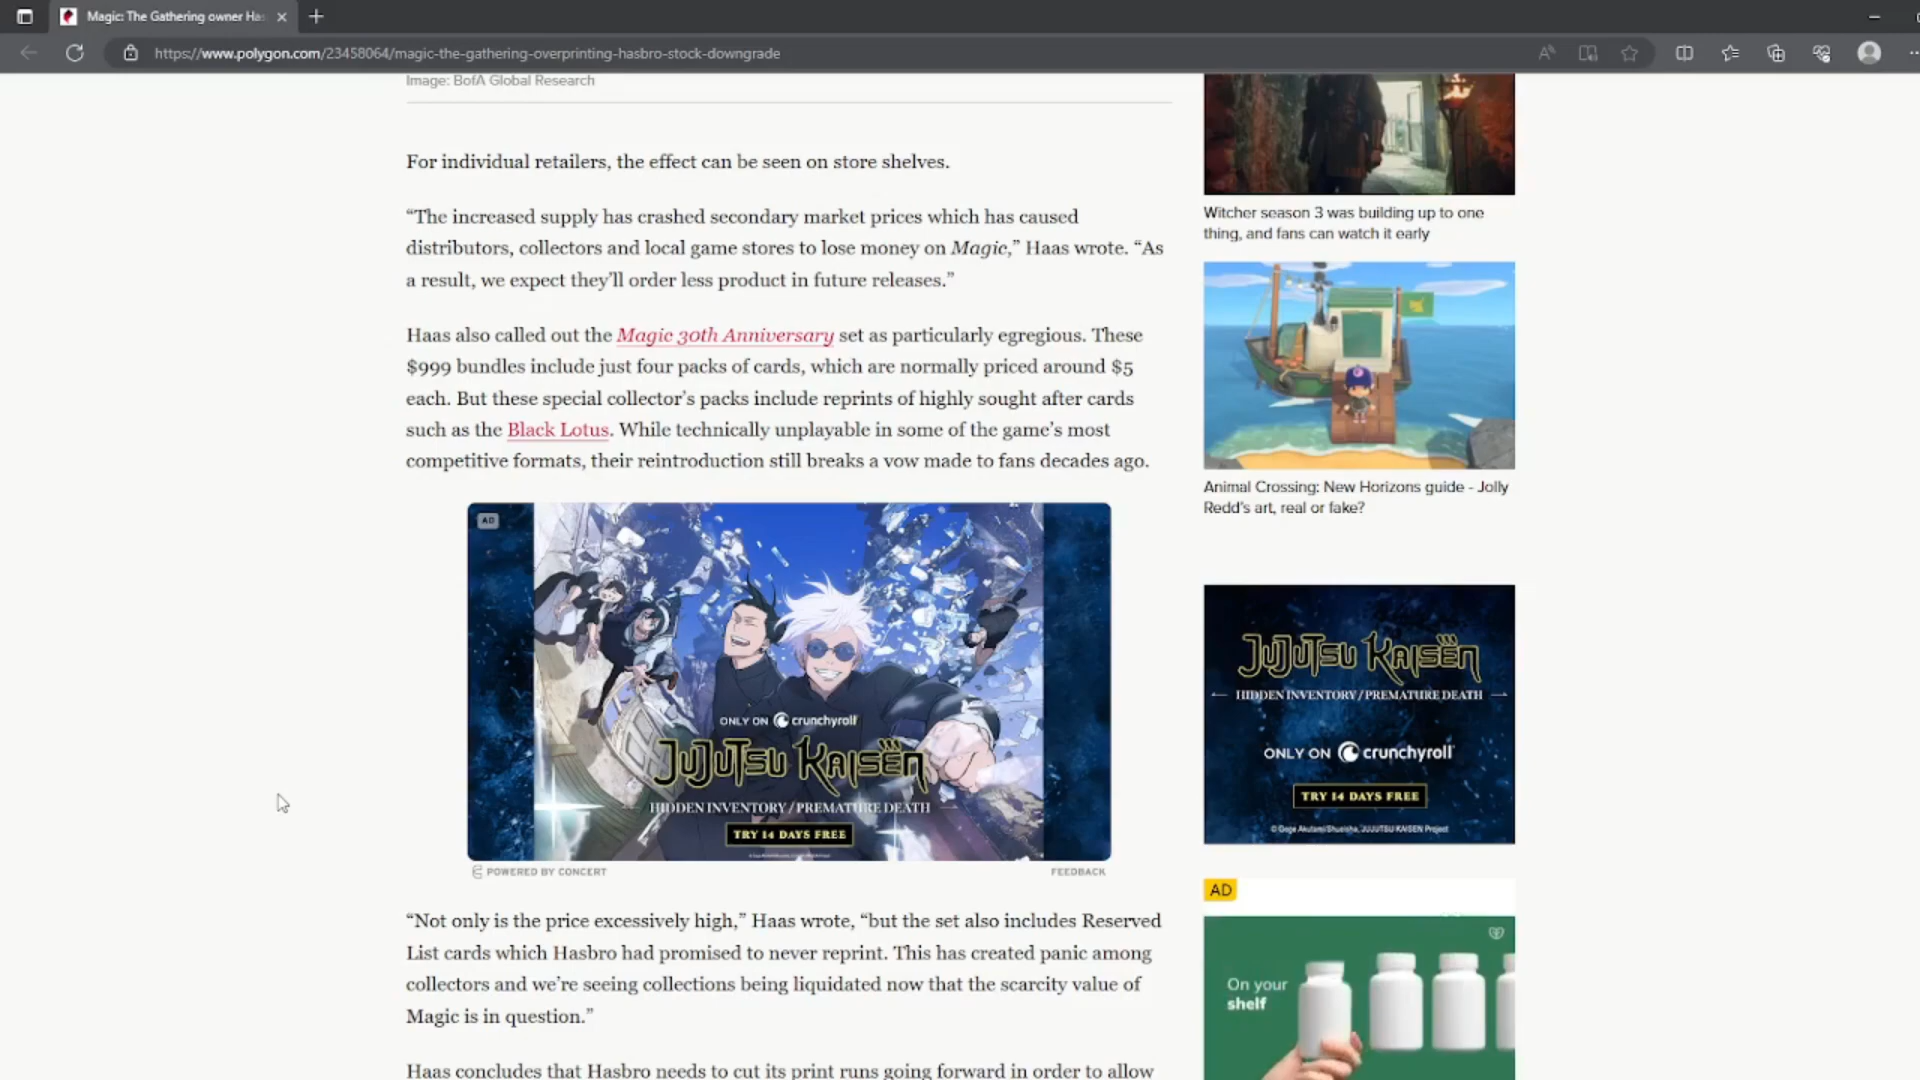 Magic: The Gathering owner Ha
https://www.polygon.com/23458064/magic-the-gathering-overprinting-hasbro-stock-downgrade
Image: BofA Global Research
For individual retailers, the effect can be seen on store shelves.
“The increased supply has crashed secondary market prices which has caused
distributors, collectors and local game stores to lose money on Magic,” Haas wrote. “As
a result, we expect they’ll order less product in future releases.”
Haas also called out the Magic 30th Anniversary set as particularly egregious. These
$999 bundles include just four packs of cards, which are normally priced around $5
each. But these special collector’s packs include reprints of highly sought after cards
such as the Black Lotus. While technically unplayable in some of the game’s most
competitive formats, their reintroduction still breaks a vow made to fans decades ago.
AD
ONLY ON crunchyroll
JUJUTSU KAISEN
HIDDEN INVENTORY/PREMATURE DEATH
TRY 14 DAYS FREE
POWERED BY CONCERT
FEEDBACK
“Not only is the price excessively high,” Haas wrote, “but the set also includes Reserved
List cards which Hasbro had promised to never reprint. This has created panic among
collectors and we’re seeing collections being liquidated now that the scarcity value of
Magic is in question.”
Haas concludes that Hasbro needs to cut its print runs going forward in order to allow
Witcher season 3 was building up to one
thing, and fans can watch it early
Animal Crossing: New Horizons guide - Jolly
Redd’s art, real or fake?
JUJUTSU KAISEN
HIDDEN INVENTORY/PREMATURE DEATH
ONLY ON crunchyroll
TRY 14 DAYS FREE
© Gege Akutami/Shueisha, JUJUTSU KAISEN Project
AD
On your
shelf